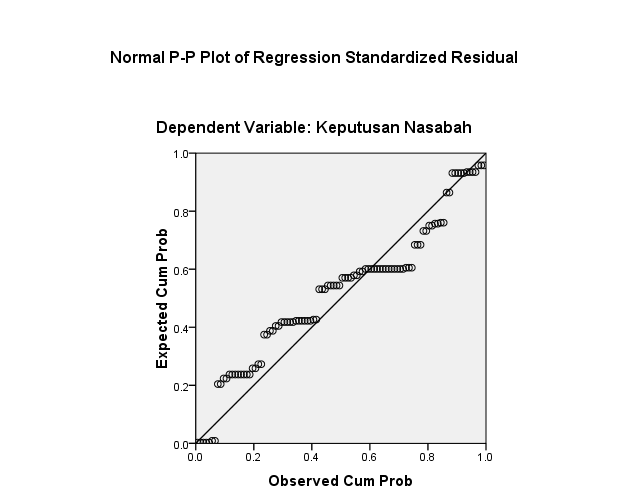 Normal P-P Plot of Regression Standardized Residual
Dependent Variable: Keputusan Nasabah
1.0
0.8
0.6
0.4
0.2
0.0
Expected Cum Prob
0.0 0.2 0.4 0.6 0.8 1.0
Observed Cum Prob